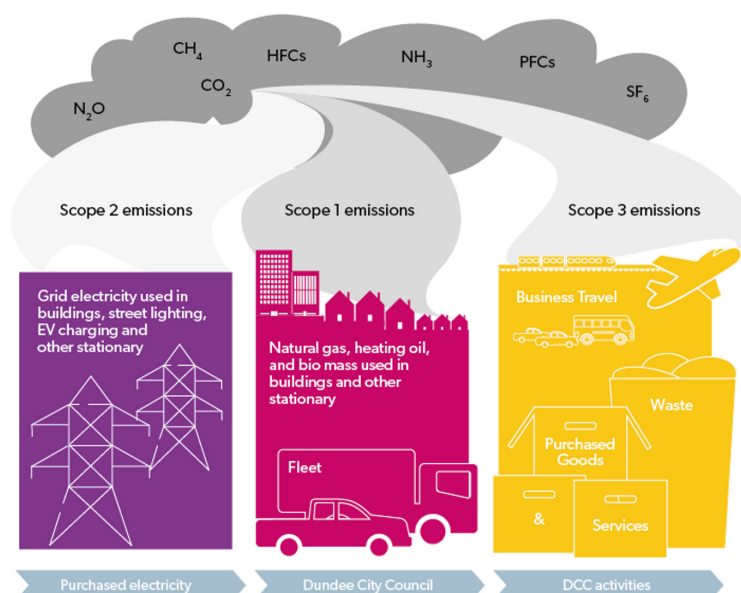 CH₄
HFCs
NH₃
PFCs
CO₂
SF₆
N₂O
Scope 2 emissions
Scope 1 emissions
Scope 3 emissions
Grid electricity used in
buildings, street lighting,
EV charging and
other stationary
Natural gas, heating oil,
and bio mass used in
buildings and other
stationary
Fleet
Business Travel
Waste
Purchased
Goods
&
Services
Purchased electricity
Dundee City Council
DCC activities